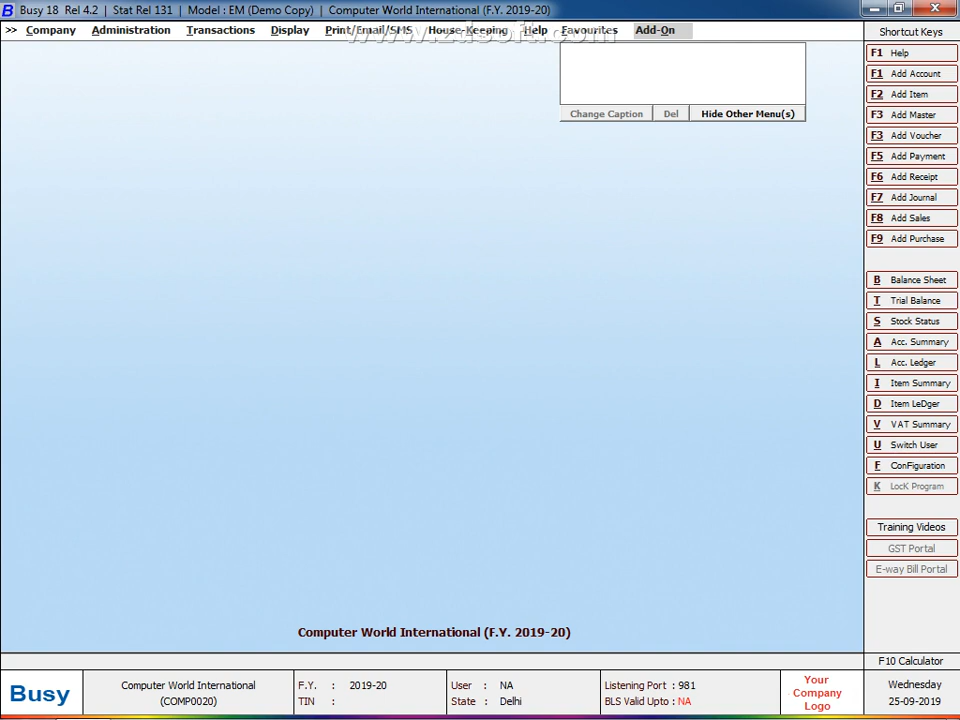 B Busy 18 Rel 4.2 | Stat Rel 131 | Model : EM (Demo Copy) | Computer World International (F.Y. 2019-20)
>> Company Administration Transactions Display Print/Email/SMS House-Keeping Help Favourites Add-On
Shortcut Keys
Change Caption Del Hide Other Menu(s)
F1 Help
F1 Add Account
F2 Add Item
F3 Add Master
F3 Add Voucher
F5 Add Payment
F6 Add Receipt
F7 Add Journal
F8 Add Sales
F9 Add Purchase
B Balance Sheet
T Trial Balance
S Stock Status
A Acc. Summary
L Acc. Ledger
I Item Summary
D Item LeDger
V VAT Summary
U Switch User
F ConFiguration
K LocK Program
Training Videos
GST Portal
E-way Bill Portal
Computer World International (F.Y. 2019-20)
F10 Calculator
Busy
Computer World International
(COMP0020)
F.Y. : 2019-20
TIN :
User : NA
State : Delhi
Listening Port : 981
BLS Valid Upto : NA
Your
Company
Logo
Wednesday
25-09-2019